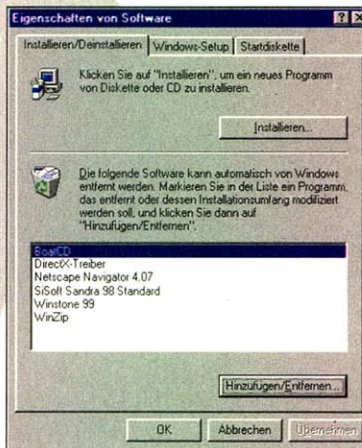 Eigenschaften von Software
Installieren/Deinstallieren Windows-Setup Startdiskette
Klicken Sie auf "Installieren", um ein neues Programm
von Diskette oder CD zu installieren.
Installieren...
Die folgende Software kann automatisch von Windows
entfernt werden. Markieren Sie in der Liste ein Programm,
das entfernt oder dessen Installationsumfang modifiziert
werden soll, und klicken Sie dann auf
"Hinzufügen/Entfernen".
DirectX-Treiber
Netscape Navigator 4.07
SiSoft Sandra 98 Standard
Winstone 99
WinZip
Hinzufügen/Entfernen...
OK Abbrechen Übernehmen